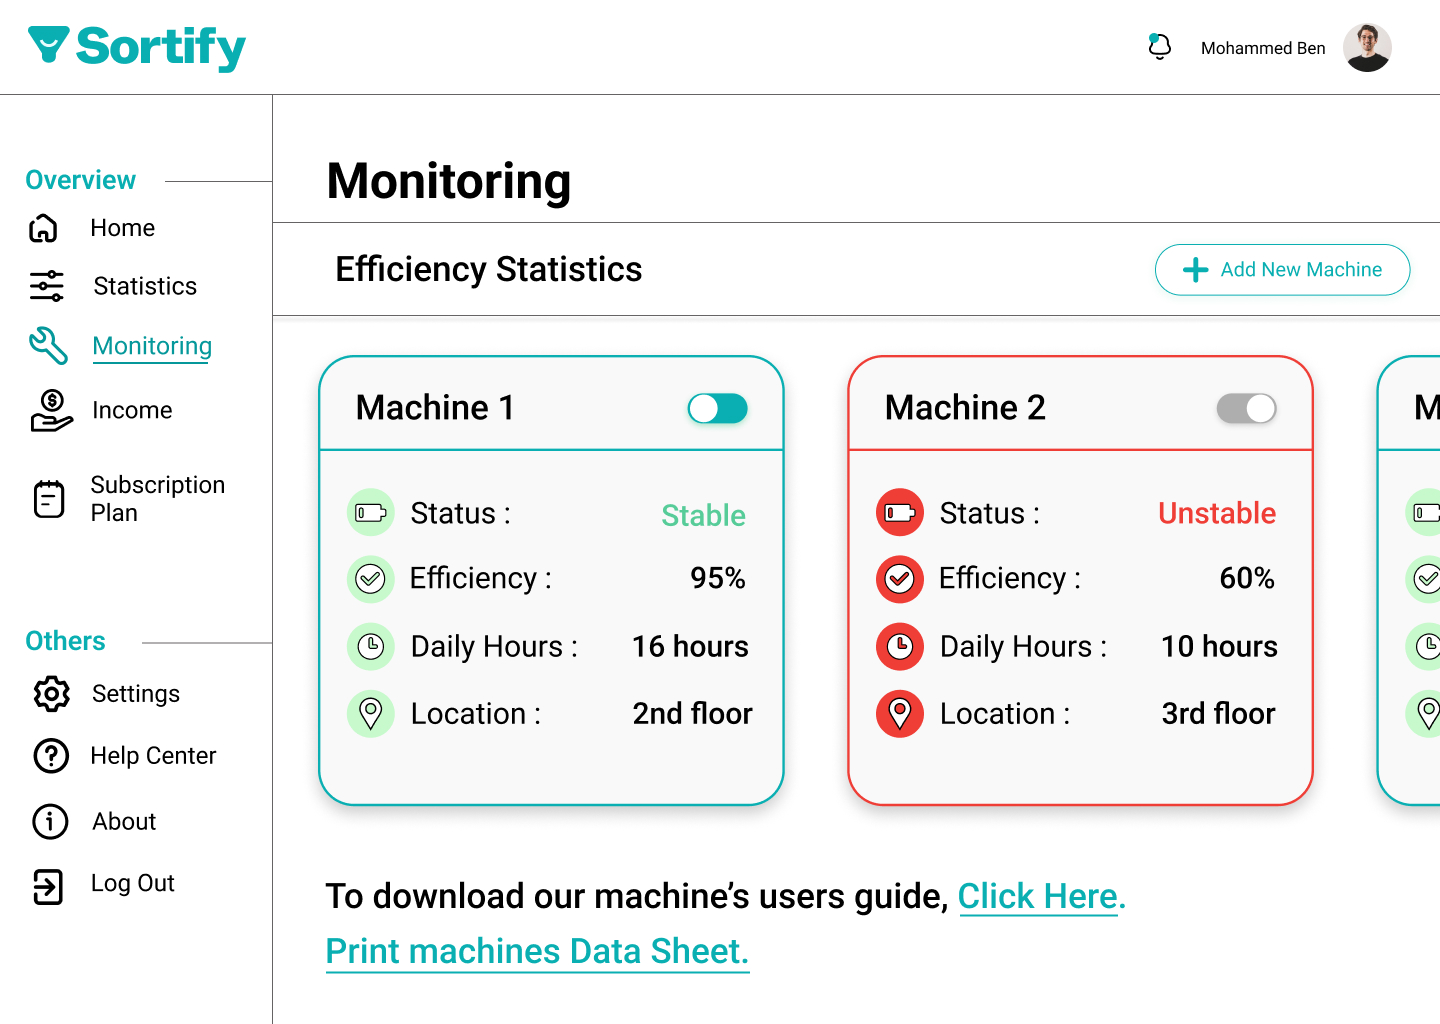 Sortify
Mohammed Ben
Overview
Home
Statistics
Monitoring
Income
Subscription
Plan
Others
Settings
Help Center
About
Log Out
Monitoring
Efficiency Statistics
Add New Machine
Machine 1
Status :
Stable
Efficiency :
95%
Daily Hours :
16 hours
Location :
2nd floor
Machine 2
Status :
Unstable
Efficiency :
60%
Daily Hours :
10 hours
Location :
3rd floor
M
To download our machine’s users guide, Click Here.
Print machines Data Sheet.